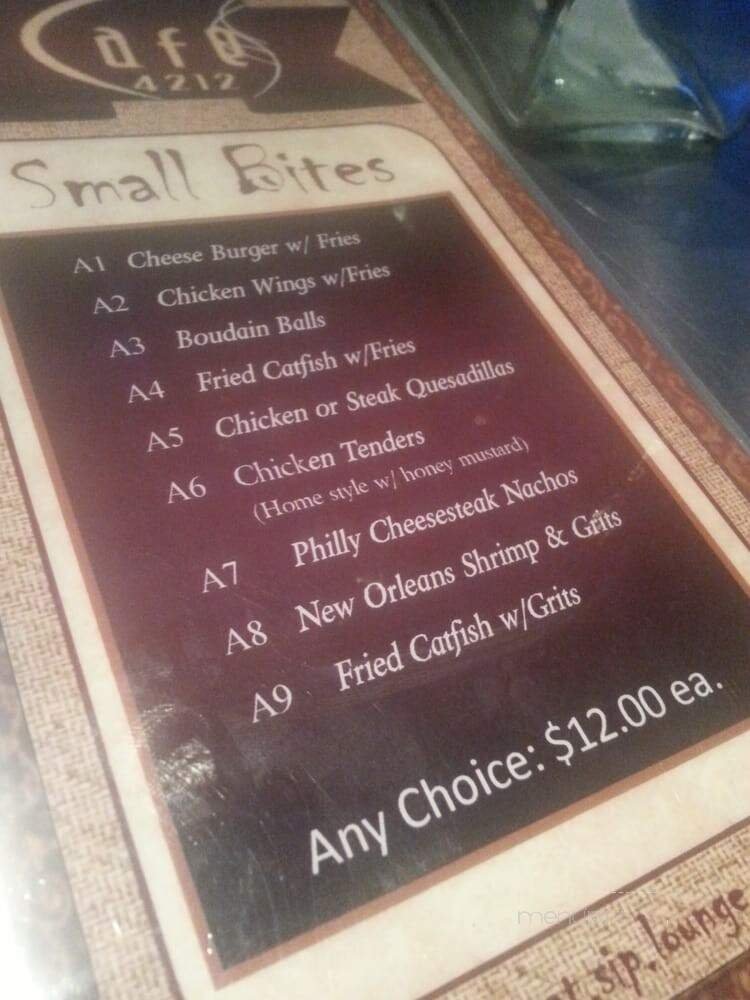 Cafe
4212
Small Bites
A1 Cheese Burger w/ Fries
A2 Chicken Wings w/Fries
A3 Boudain Balls
A4 Fried Catfish w/Fries
A5 Chicken or Steak Quesadillas
A6 Chicken Tenders
(Home style w/ honey mustard)
A7 Philly Cheesesteak Nachos
A8 New Orleans Shrimp & Grits
A9 Fried Catfish w/Grits
Any Choice: $12.00 ea.
sip.lounge